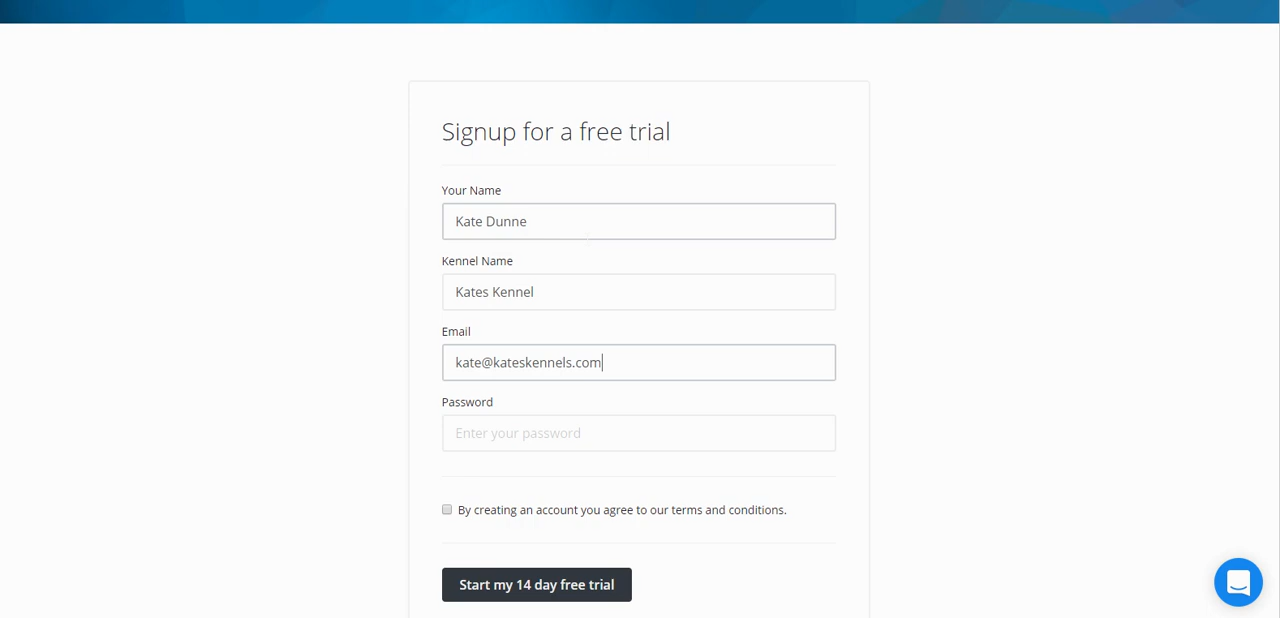 Signup for a free trial
Your Name
Kate Dunne
Kennel Name
Kates Kennel
Email
kate@kateskennels.com
Password
Enter your password
By creating an account you agree to our terms and conditions.
Start my 14 day free trial